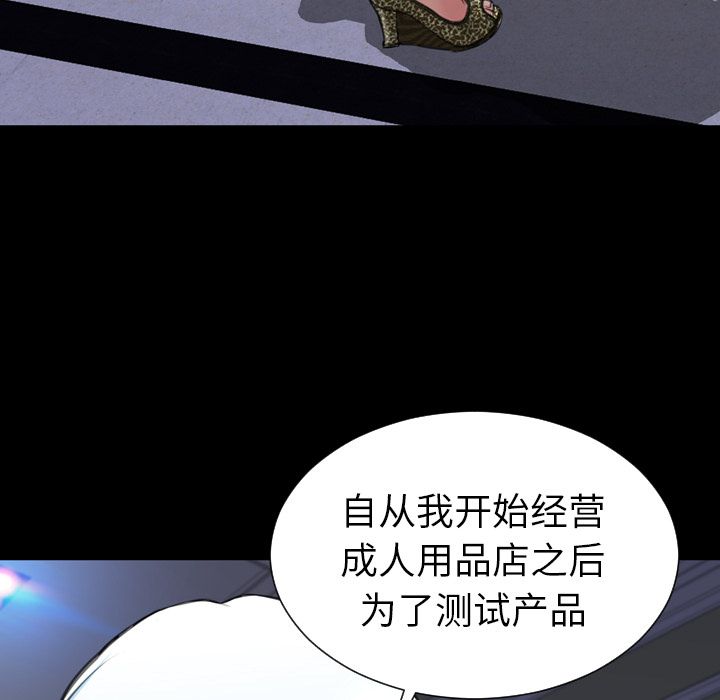 自从我开始经营
成人用品店之后
为了测试产品